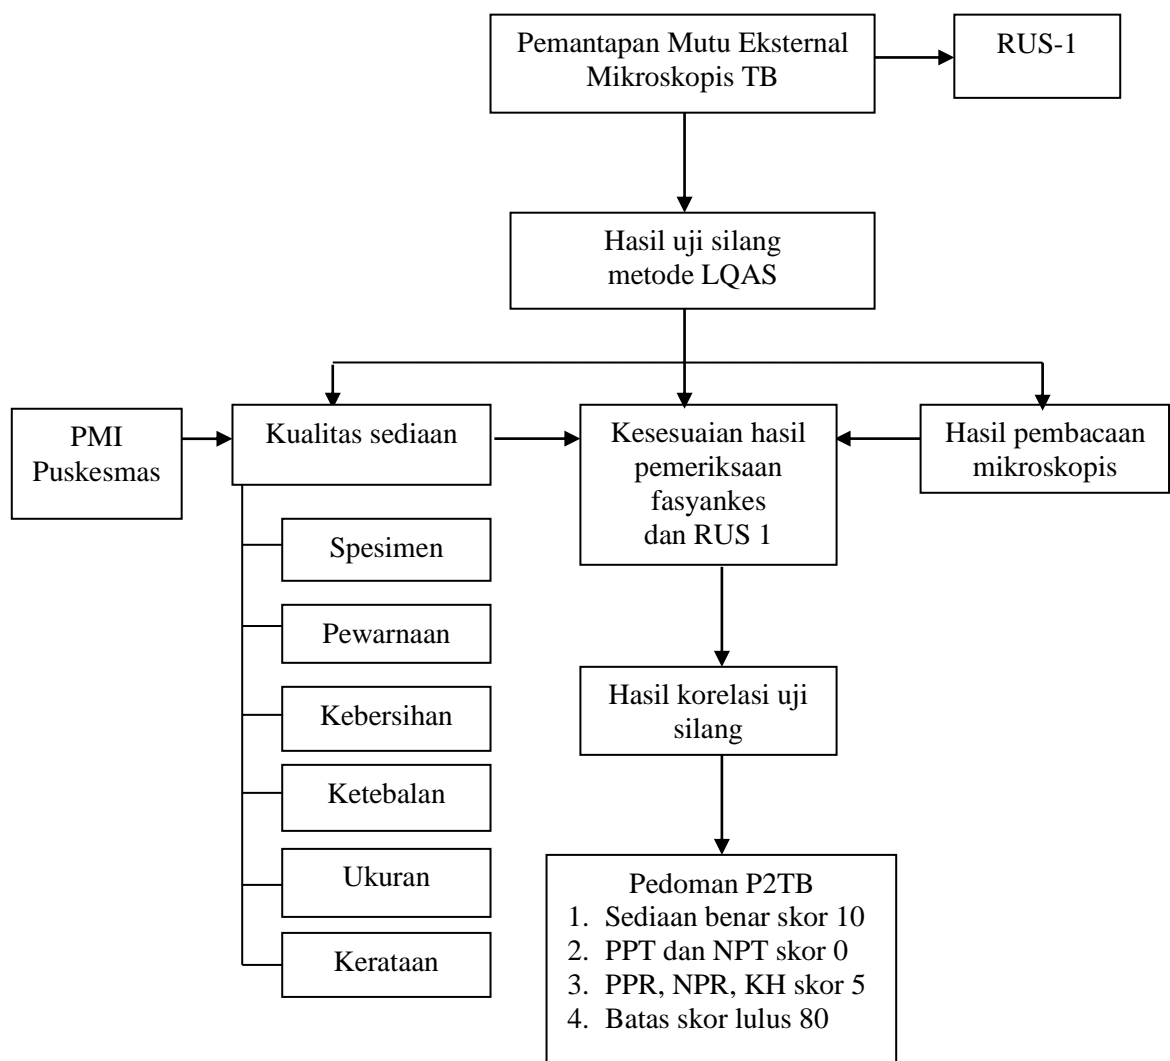 Pemantapan Mutu Eksternal
Mikroskopis TB
RUS-1
Hasil uji silang
metode LQAS
PMI
Puskesmas
Kualitas sediaan
Kesesuaian hasil
pemeriksaan
fasyankes
dan RUS 1
Hasil pembacaan
mikroskopis
Spesimen
Pewarnaan
Kebersihan
Ketebalan
Ukuran
Kerataan
Hasil korelasi uji
silang
Pedoman P2TB
1. Sediaan benar skor 10
2. PPT dan NPT skor 0
3. PPR, NPR, KH skor 5
4. Batas skor lulus 80